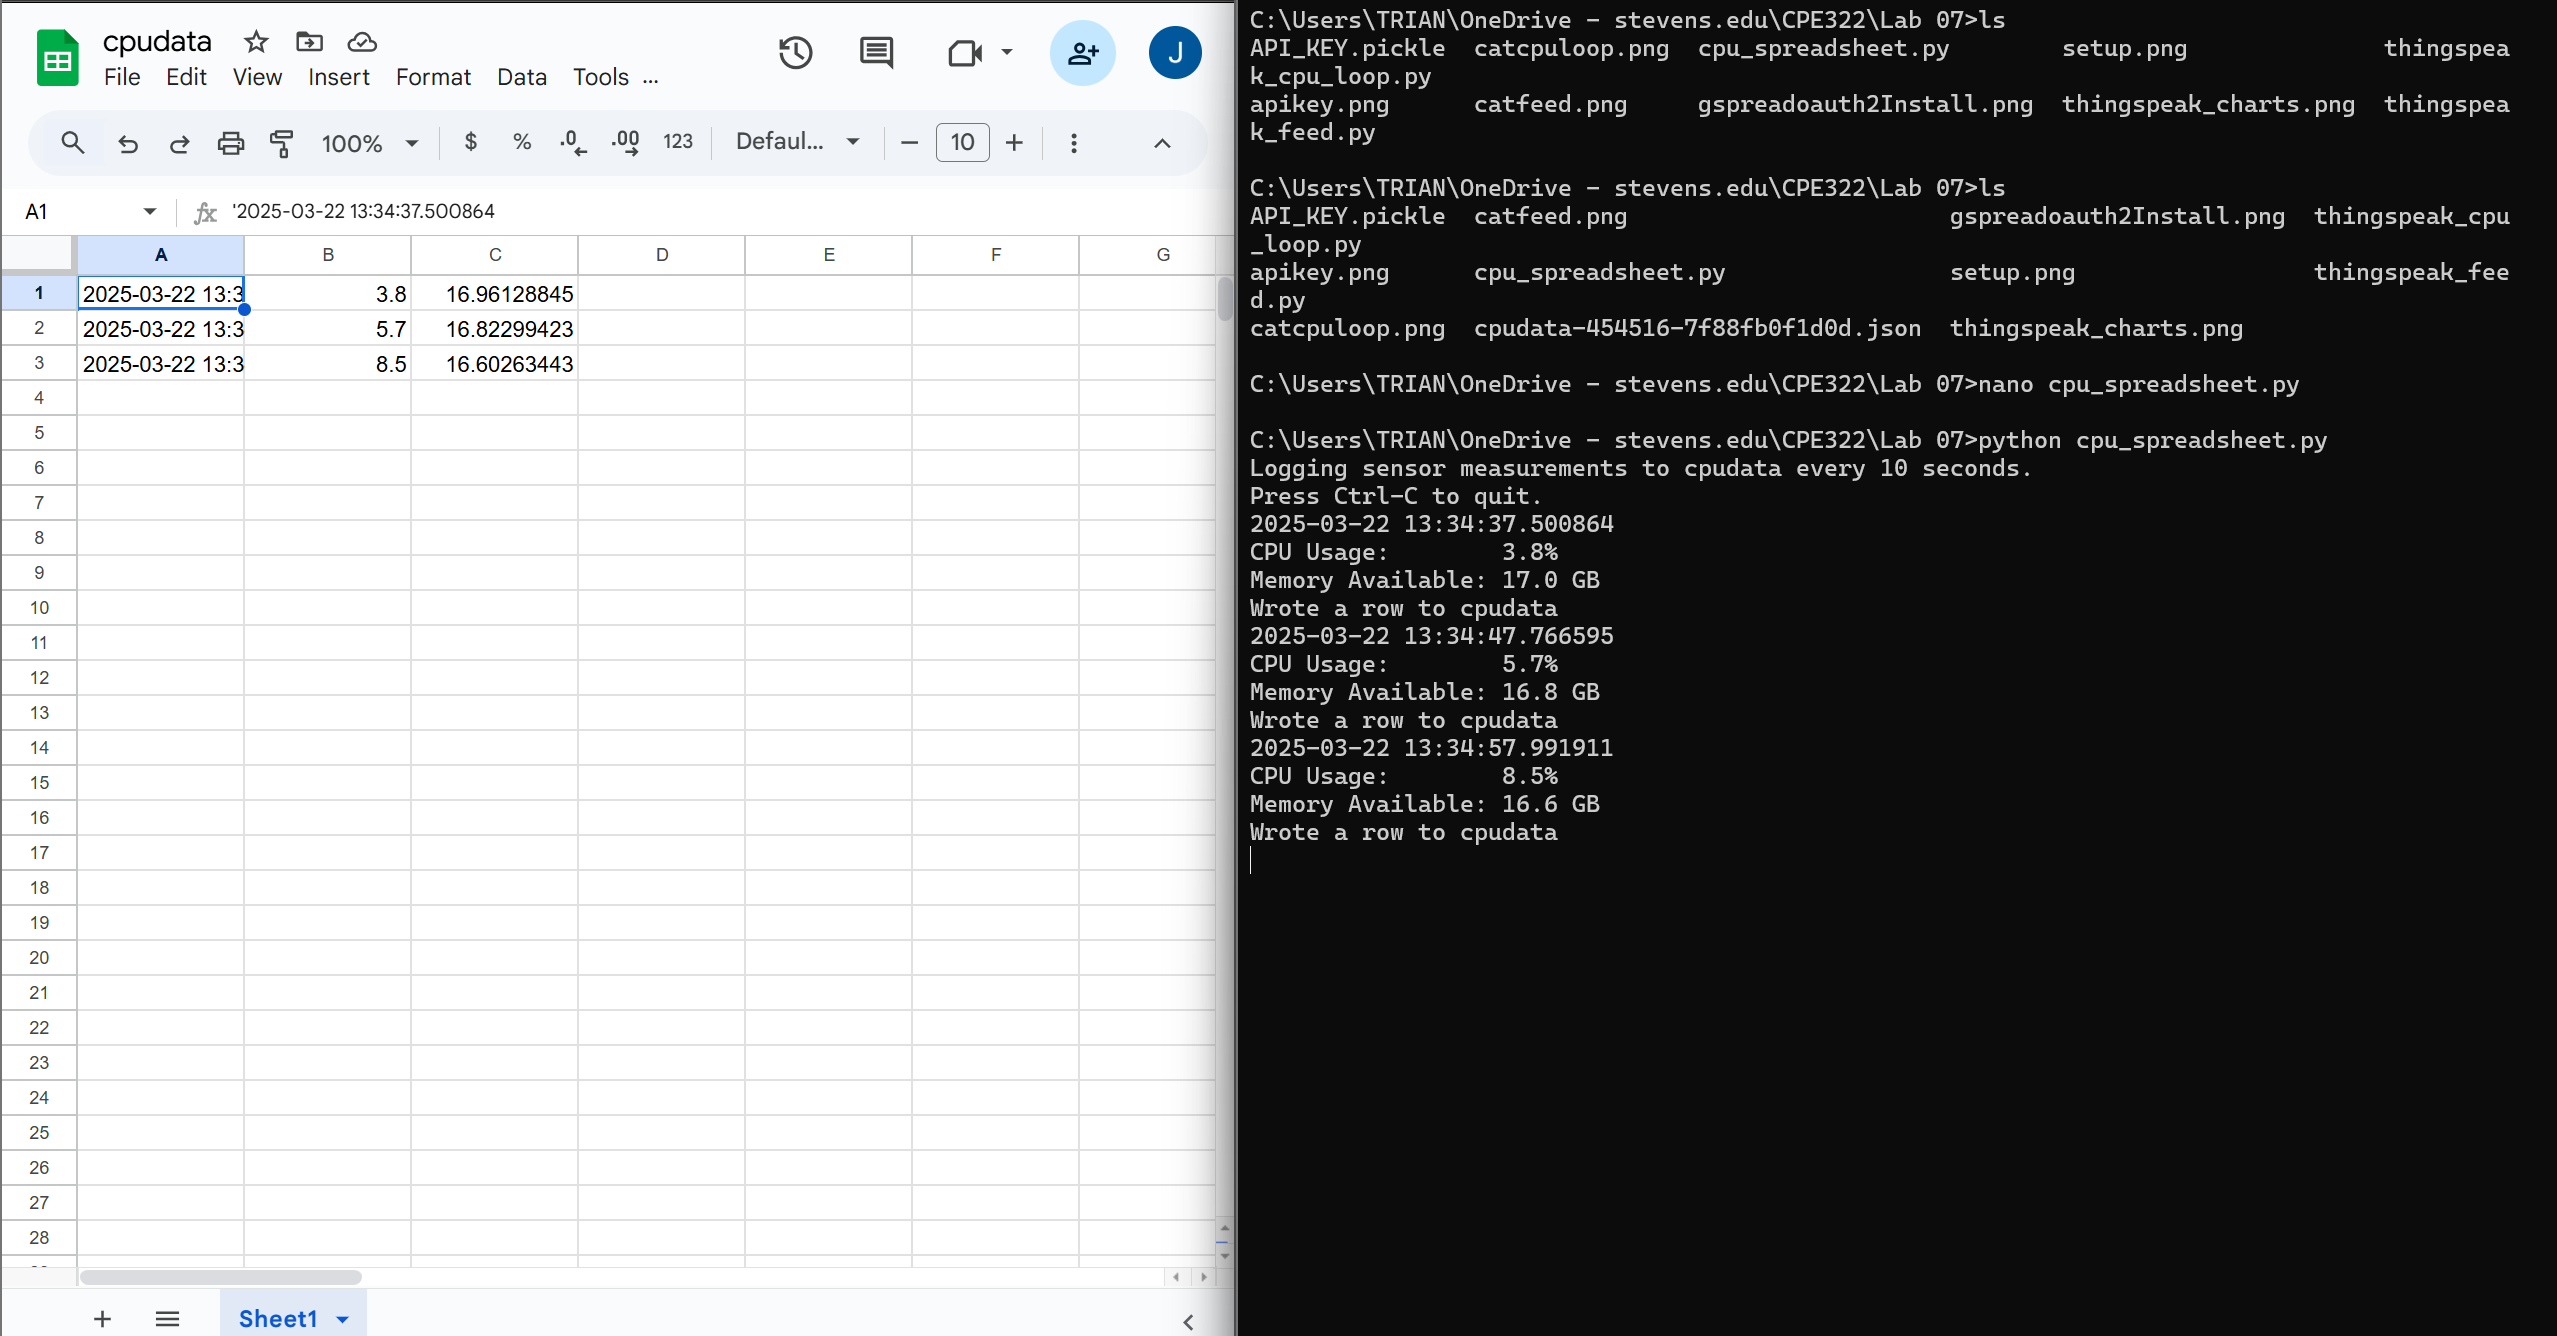 cpudata
File Edit View Insert Format Data Tools ...
100% $ % .0 .00 123 Defaul... 10
A1 '2025-03-22 13:34:37.500864
A B C D E F G
1 2025-03-22 13:3 3.8 16.96128845
2 2025-03-22 13:3 5.7 16.82299423
3 2025-03-22 13:3 8.5 16.60263443
4
5
6
7
8
9
10
11
12
13
14
15
16
17
18
19
20
21
22
23
24
25
26
27
28
Sheet1
J
C:\Users\TRIAN\OneDrive - stevens.edu\CPE322\Lab 07>ls
API_KEY.pickle catcpuloop.png cpu_spreadsheet.py setup.png thingspea
k_cpu_loop.py
apikey.png catfeed.png gspreadoauth2Install.png thingspeak_charts.png thingspea
k_feed.py
C:\Users\TRIAN\OneDrive - stevens.edu\CPE322\Lab 07>ls
API_KEY.pickle catfeed.png gspreadoauth2Install.png thingspeak_cpu
_loop.py
apikey.png cpu_spreadsheet.py setup.png thingspeak_fee
d.py
catcpuloop.png cpudata-454516-7f88fb0f1d0d.json thingspeak_charts.png
C:\Users\TRIAN\OneDrive - stevens.edu\CPE322\Lab 07>nano cpu_spreadsheet.py
C:\Users\TRIAN\OneDrive - stevens.edu\CPE322\Lab 07>python cpu_spreadsheet.py
Logging sensor measurements to cpudata every 10 seconds.
Press Ctrl-C to quit.
2025-03-22 13:34:37.500864
CPU Usage: 3.8%
Memory Available: 17.0 GB
Wrote a row to cpudata
2025-03-22 13:34:47.766595
CPU Usage: 5.7%
Memory Available: 16.8 GB
Wrote a row to cpudata
2025-03-22 13:34:57.991911
CPU Usage: 8.5%
Memory Available: 16.6 GB
Wrote a row to cpudata